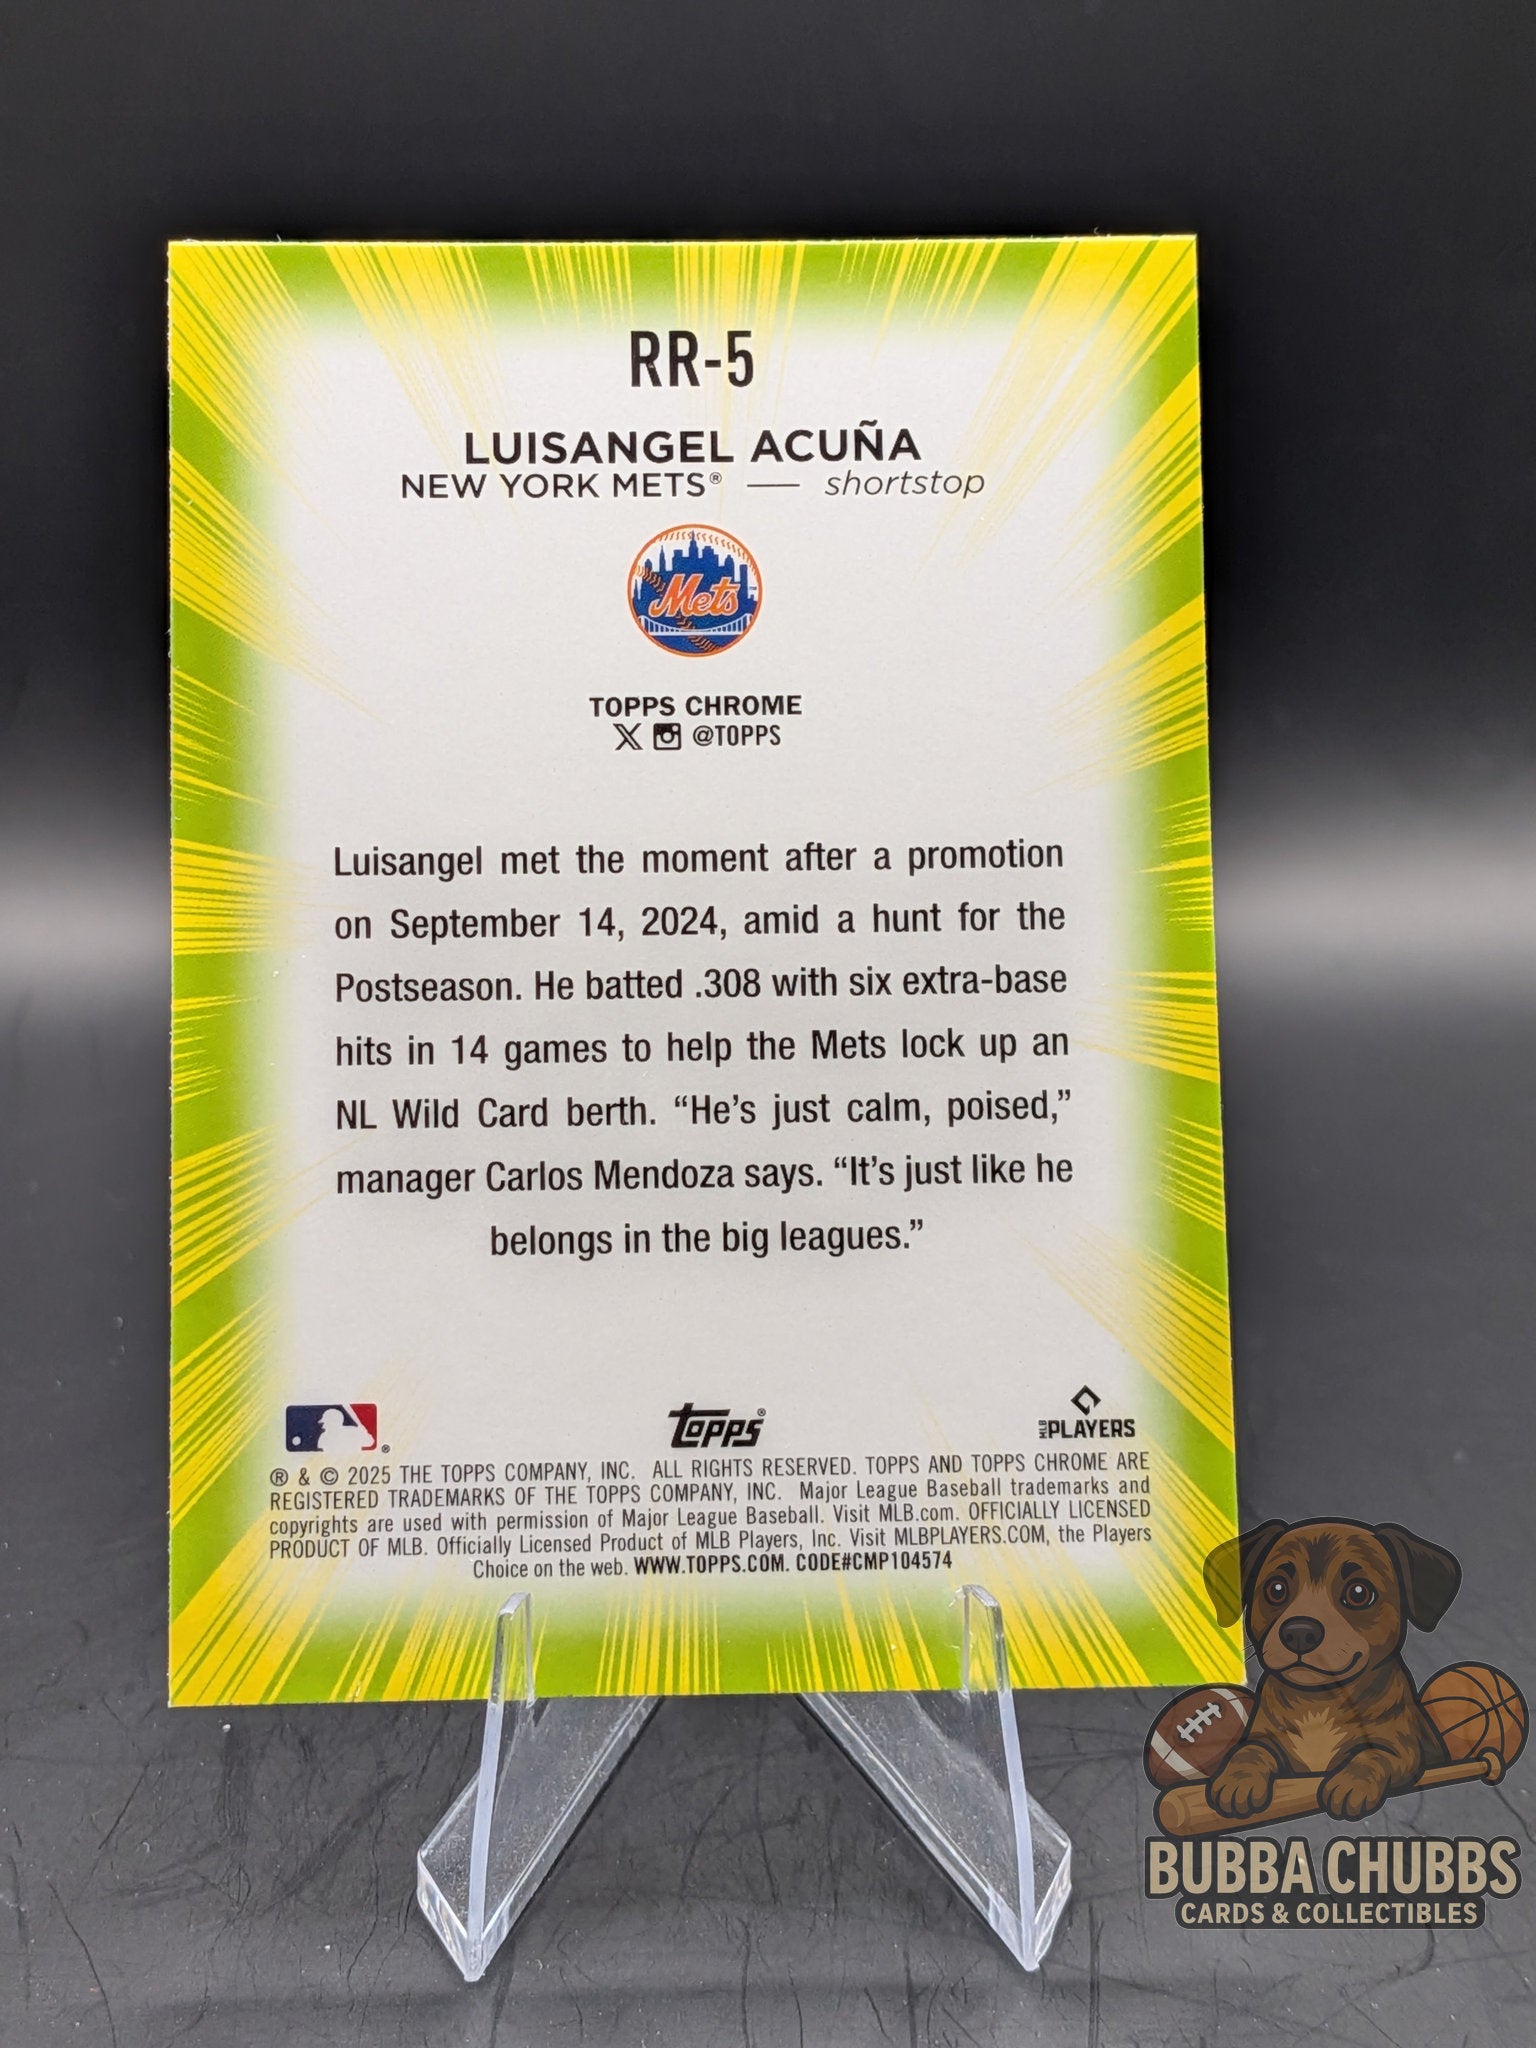 RR-5
LUISANGEL ACUÑA
NEW YORK METS® — shortstop
Mets
TOPPS CHROME
@TOPPS
Luisangel met the moment after a promotion
on September 14, 2024, amid a hunt for the
Postseason. He batted .308 with six extra-base
hits in 14 games to help the Mets lock up an
NL Wild Card berth. “He’s just calm, poised,”
manager Carlos Mendoza says. “It’s just like he
belongs in the big leagues.”
®
Topps®
MLB PLAYERS
® & © 2025 THE TOPPS COMPANY, INC. ALL RIGHTS RESERVED. TOPPS AND TOPPS CHROME ARE
REGISTERED TRADEMARKS OF THE TOPPS COMPANY, INC. Major League Baseball trademarks and
copyrights are used with permission of Major League Baseball. Visit MLB.com. OFFICIALLY LICENSED
PRODUCT OF MLB. Officially Licensed Product of MLB Players, Inc. Visit MLBPLAYERS.COM, the Players
Choice on the web. WWW.TOPPS.COM. CODE#CMP104574
BUBBA CHUBBS
CARDS & COLLECTIBLES